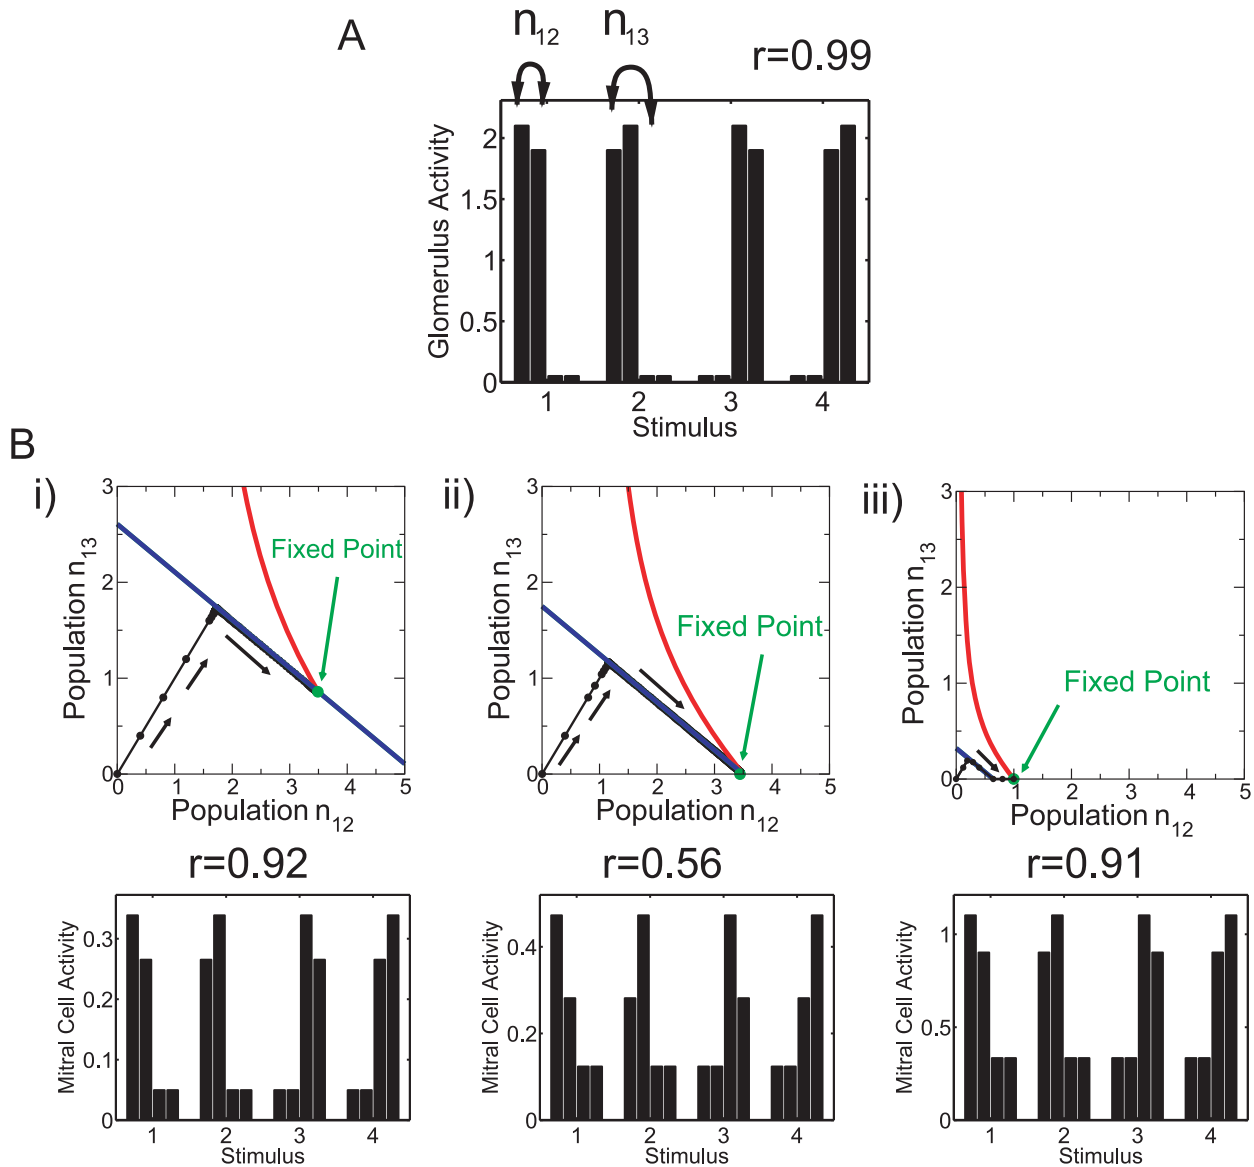 A
n12
n13
r=0.99
Glomerulus Activity
2
1.5
1
0.5
0
1 2 3 4
Stimulus
B
i)
Population n13
3
2
1
0
Fixed Point
0 1 2 3 4 5
Population n12
ii)
Population n13
3
2
1
0
Fixed Point
0 1 2 3 4 5
Population n12
iii)
Population n13
3
2
1
0
Fixed Point
0 1 2 3 4 5
Population n12
r=0.92
Mitral Cell Activity
0.3
0.2
0.1
0
1 2 3 4
Stimulus
r=0.56
Mitral Cell Activity
0.4
0.2
0
1 2 3 4
Stimulus
r=0.91
Mitral Cell Activity
1
0.5
0
1 2 3 4
Stimulus